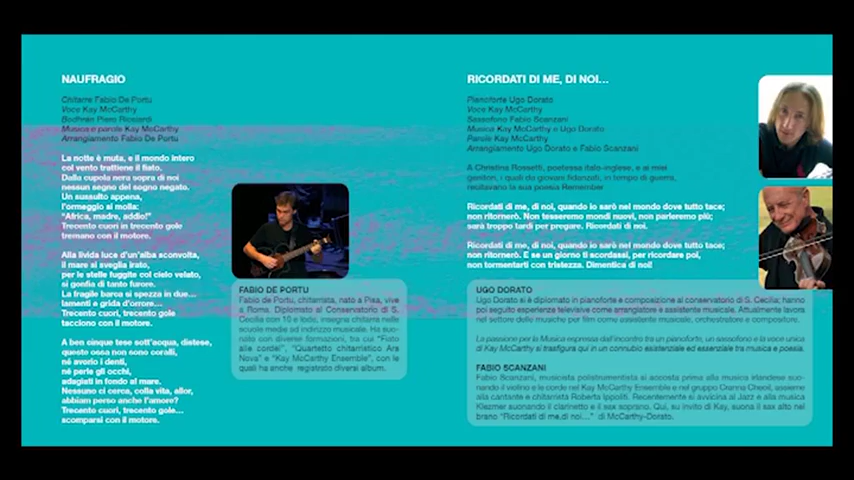 NAUFRAGIO
Chitarre Fabio De Portu
Voce Kay McCarthy
Bodhràn Piero Ricciardi
Musica e parole Kay McCarthy
Arrangiamento Fabio De Portu
La notte è muta, e il mondo intero
col vento trattiene il fiato.
Dalla cupola nera sopra di noi
nessun segno del sogno negato.
Un sussulto appena,
l'ormeggio si molla:
"Africa, madre, addio!"
Trecento cuori in trecento gole
tremano con il motore.
Alla livida luce d'un'alba sconvolta,
il mare si sveglia irato,
per le stelle fuggite col cielo velato,
si gonfia di tanto furore.
La fragile barca si spezza in due...
lamenti e grida d'orrore...
Trecento cuori, trecento gole
tacciono con il motore.
A ben cinque tese sott'acqua, distese,
queste ossa non sono coralli,
né avorio i denti,
né perle gli occhi,
adagiati in fondo al mare.
Nessuno ci cerca, colla vita, allor,
abbiam perso anche l'amore?
Trecento cuori, trecento gole...
scomparsi con il motore.
FABIO DE PORTU
Fabio de Portu, chitarrista, nato a Pisa, vive
a Roma. Diplomato al Conservatorio di S.
Cecilia con 10 e lode, insegna chitarra nelle
scuole medie ad indirizzo musicale. Ha suo-
nato con diverse formazioni, tra cui "Fiato
alle corde", "Quartetto chitarristico Ars
Nova" e "Kay McCarthy Ensemble", con le
quali ha anche registrato diversi album.
RICORDATI DI ME, DI NOI...
Pianoforte Ugo Dorato
Voce Kay McCarthy
Sassofono Fabio Scanzani
Musica Kay McCarthy e Ugo Dorato
Parole Kay McCarthy
Arrangiamento Ugo Dorato e Fabio Scanzani
A Christina Rossetti, poetessa italo-inglese, e ai miei
genitori, i quali da giovani fidanzati, in tempo di guerra,
recitavano la sua poesia Remember
Ricordati di me, di noi, quando io sarò nel mondo dove tutto tace;
non ritornerò. Non tesseremo mondi nuovi, non parleremo più;
sarà troppo tardi per pregare. Ricordati di noi.
Ricordati di me, di noi, quando io sarò nel mondo dove tutto tace;
non ritornerò. E se un giorno ti scordassi, per ricordare poi,
non tormentarti con tristezza. Dimentica di noi!
UGO DORATO
Ugo Dorato si è diplomato in pianoforte e composizione al conservatorio di S. Cecilia; hanno
poi seguito esperienze televisive come arrangiatore e assistente musicale. Attualmente lavora
nel settore delle musiche per film come assistente musicale, orchestratore e compositore.
La passione per la Musica espressa dall'incontro tra un pianoforte, un sassofono e la voce unica
di Kay McCarthy si trasfigura qui in un connubio esistenziale ed essenziale tra musica e poesia.
FABIO SCANZANI
Fabio Scanzani, musicista polistrumentista si accosta prima alla musica irlandese suo-
nando il violino e le corde nel Kay McCarthy Ensemble e nel gruppo Cranna Cheoil, assieme
alla cantante e chitarrista Roberta Ippoliti. Recentemente si avvicina al Jazz e alla musica
Klezmer suonando il clarinetto e il sax soprano. Qui, su invito di Kay, suona il sax alto nel
brano "Ricordati di me,di noi..." di McCarthy-Dorato.